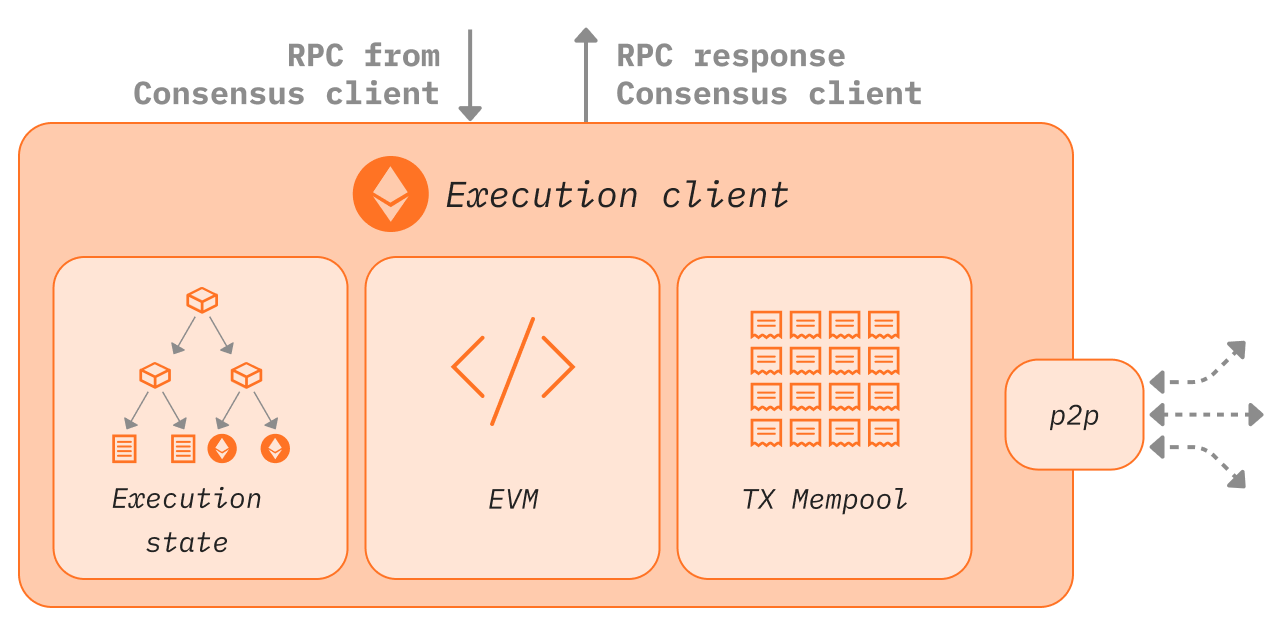 RPC from
Consensus client
RPC response
Consensus client
Execution client
Execution
state
EVM
TX Mempool
p2p